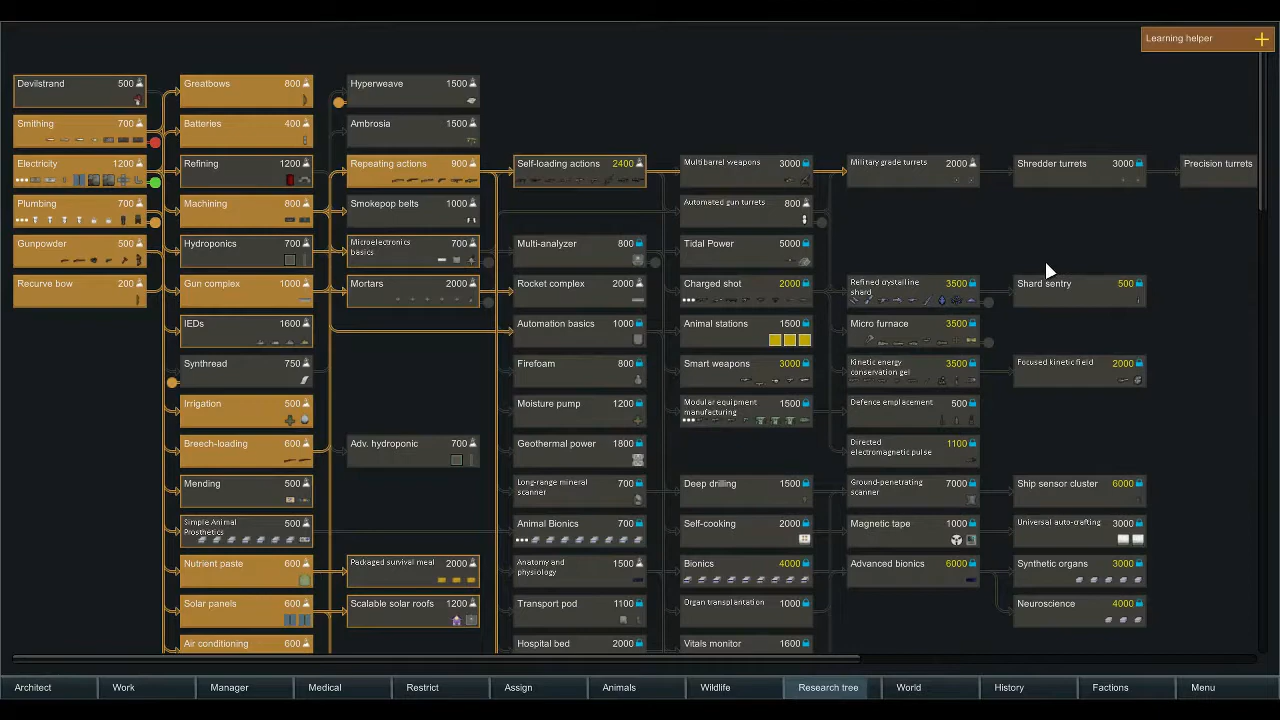 Learning helper
Devilstrand 500
Greatbows 800
Hyperweave 1500
Smithing 700
Batteries 400
Ambrosia 1500
Electricity 1200
Refining 1200
Repeating actions 900
Self-loading actions 2400
Multibarrel weapons 3000
Military grade turrets 2000
Shredder turrets 3000
Precision turrets
Plumbing 700
Machining 800
Smokepop belts 1000
Automated gun turrets 800
Gunpowder 500
Hydroponics 700
Microelectronics basics 700
Multi-analyzer 800
Tidal Power 5000
Recurve bow 200
Gun complex 1000
Mortars 2000
Rocket complex 2000
Charged shot 2000
Refined crystalline shard 3500
Shard sentry 500
IEDs 1600
Automation basics 1000
Animal stations 1500
Micro furnace 3500
Synthread 750
Firefoam 800
Smart weapons 3000
Kinetic energy conservation gel 3500
Focused kinetic field 2000
Irrigation 500
Moisture pump 1200
Modular equipment manufacturing 1500
Defence emplacement 500
Breech-loading 600
Adv. hydroponic 700
Geothermal power 1800
Directed electromagnetic pulse 1100
Mending 500
Long-range mineral scanner 700
Deep drilling 1500
Ground-penetrating scanner 7000
Ship sensor cluster 6000
Simple Animal Prosthetics 500
Animal Bionics 700
Self-cooking 2000
Magnetic tape 1000
Universal auto-crafting 3000
Nutrient paste 600
Packaged survival meal 2000
Anatomy and physiology 1500
Bionics 4000
Advanced bionics 6000
Synthetic organs 3000
Solar panels 600
Scalable solar roofs 1200
Transport pod 1100
Organ transplantation 1000
Neuroscience 4000
Air conditioning 600
Hospital bed 2000
Vitals monitor 1600
Architect Work Manager Medical Restrict Assign Animals Wildlife Research tree World History Factions Menu